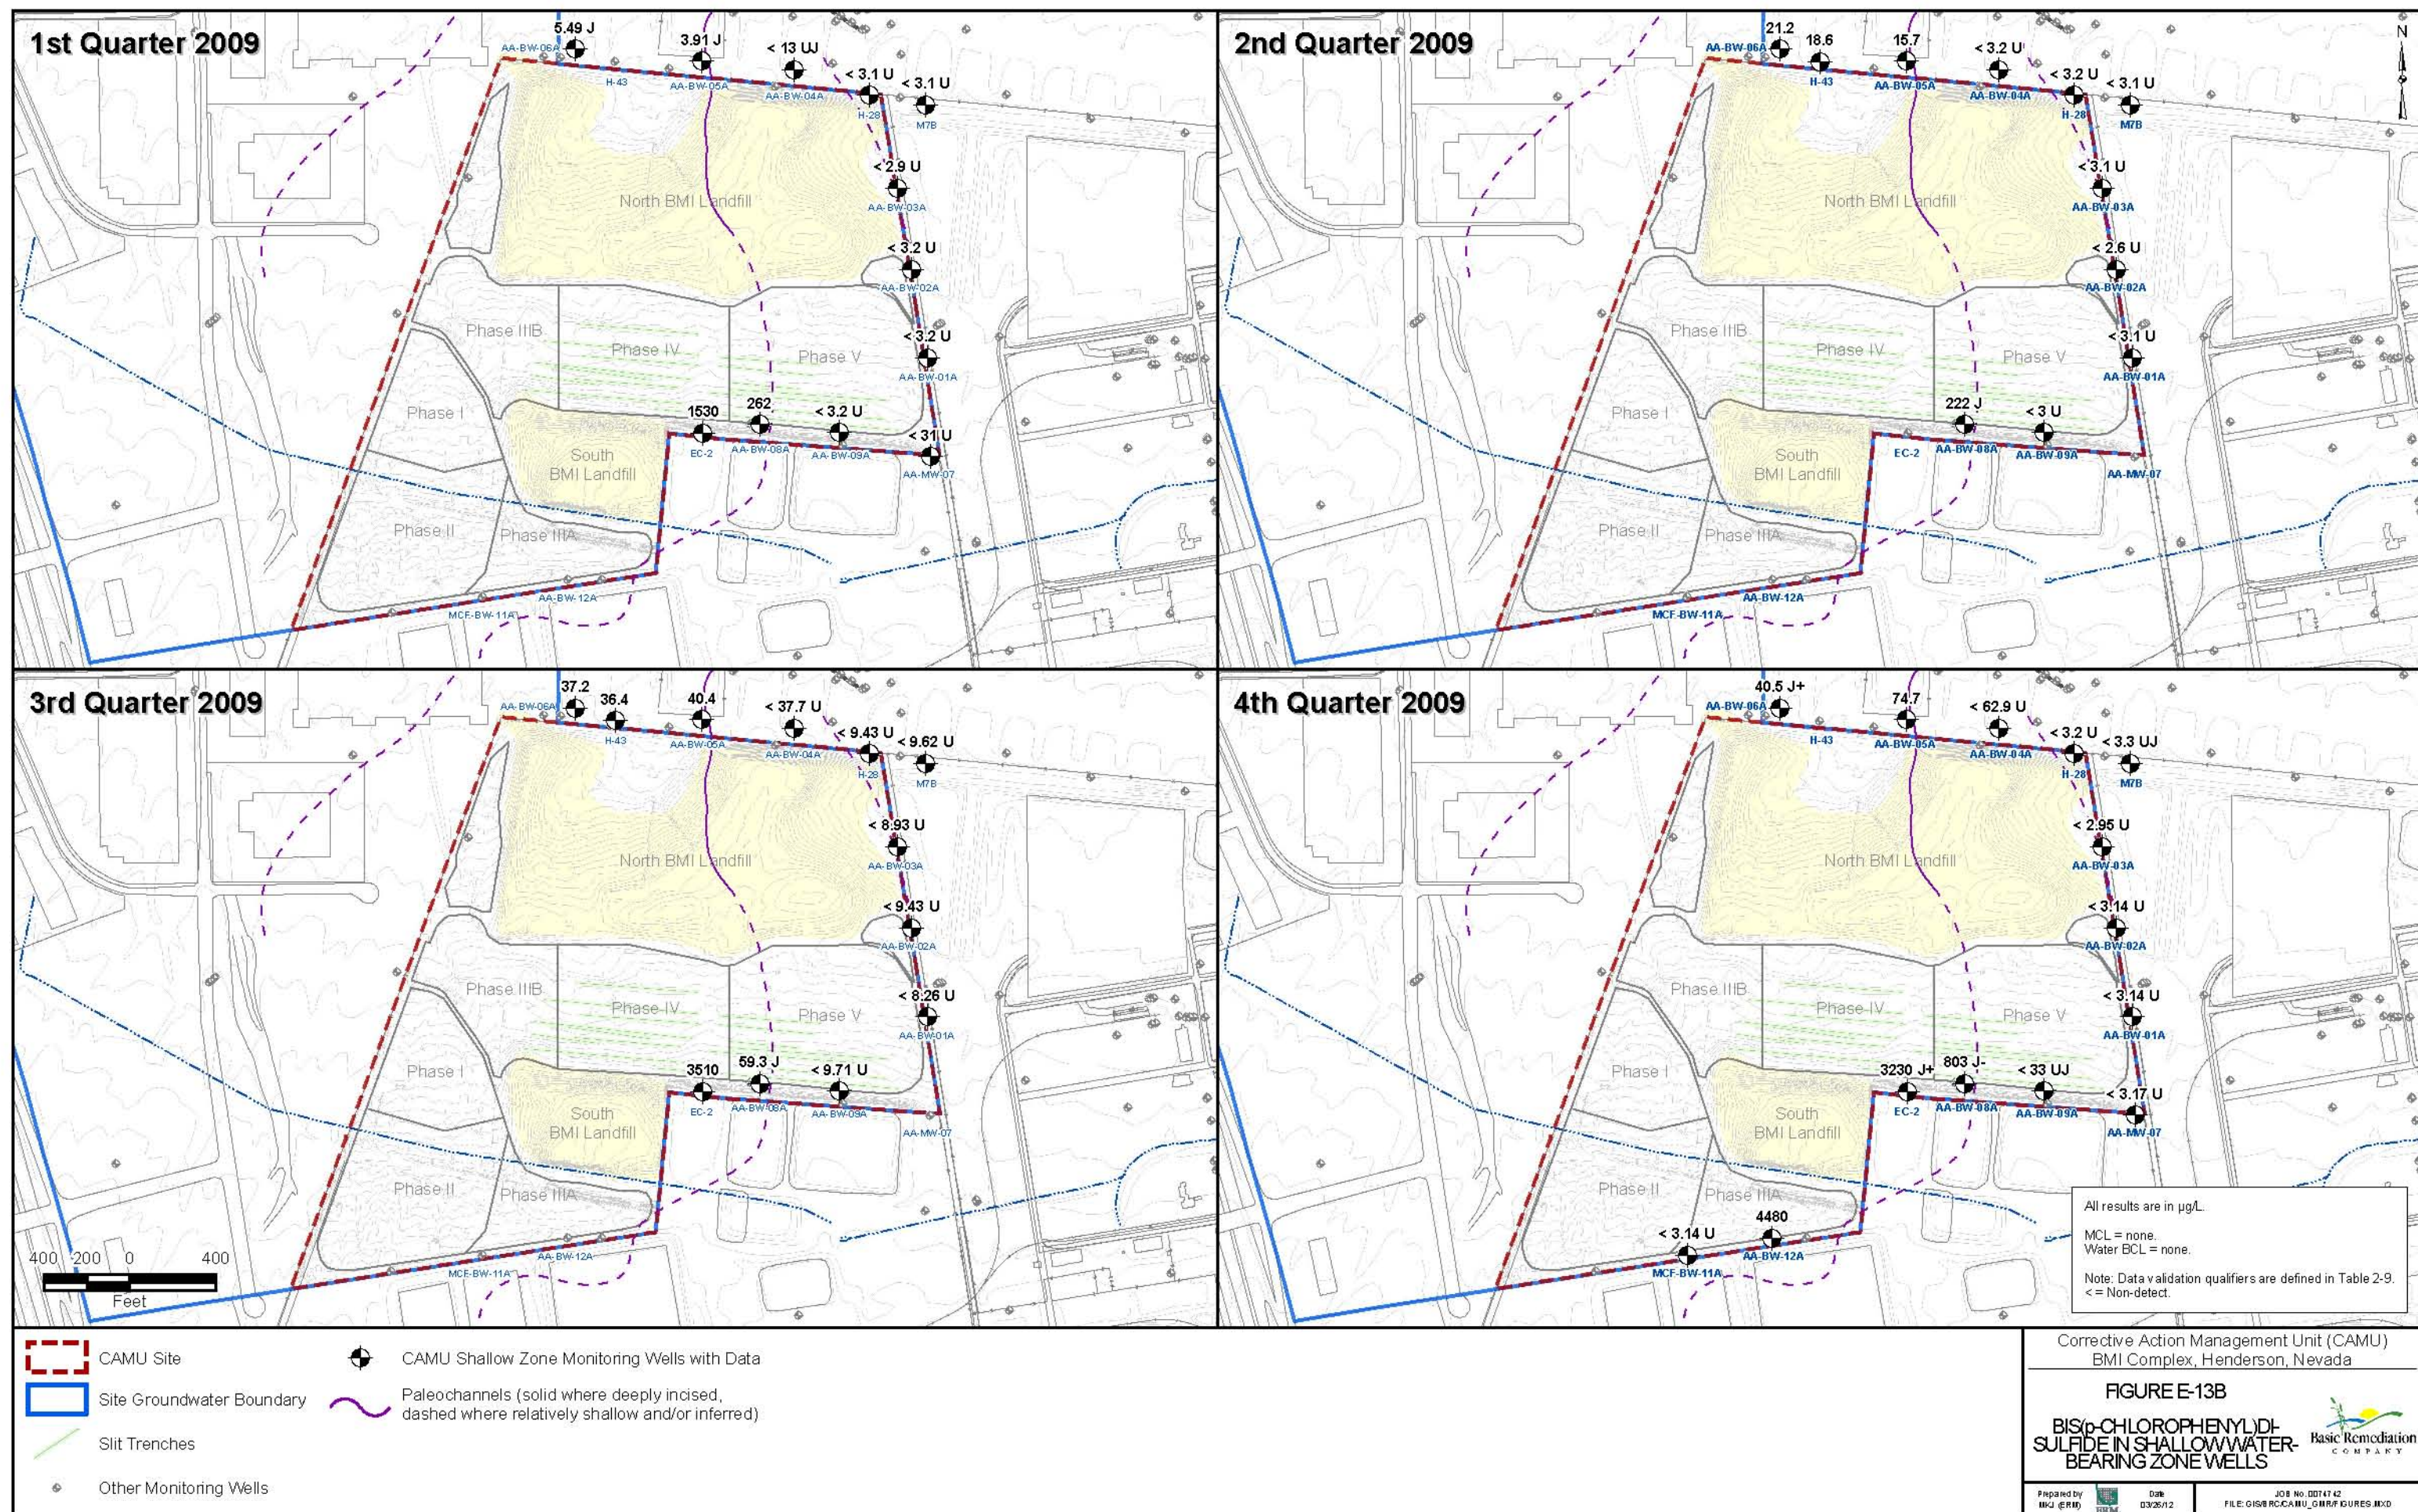 1st Quarter 2009
5.49 J
3.91 J
< 13 UJ
< 3.1 U
< 3.1 U
AA-BW-06A
H-43
AA-BW-05A
AA-BW-04A
H-28
M7B
< 2.9 U
AA-BW-03A
North BMI Landfill
< 3.2 U
AA-BW-02A
Phase IIIB
Phase IV
Phase V
< 3.2 U
AA-BW-01A
Phase I
1530
262
< 3.2 U
< 31 U
EC-2
AA-BW-08A
AA-BW-09A
AA-MW-07
South
BMI Landfill
Phase II
Phase IIIA
AA-BW-12A
MCF-BW-11A
2nd Quarter 2009
21.2
18.6
15.7
< 3.2 U
< 3.2 U
< 3.1 U
N
AA-BW-06A
H-43
AA-BW-05A
AA-BW-04A
H-28
M7B
< 3.1 U
AA-BW-03A
North BMI Landfill
< 2.6 U
AA-BW-02A
Phase IIIB
Phase IV
Phase V
< 3.1 U
AA-BW-01A
Phase I
222 J
< 3 U
EC-2
AA-BW-08A
AA-BW-09A
AA-MW-07
South
BMI Landfill
Phase II
Phase IIIA
AA-BW-12A
MCF-BW-11A
3rd Quarter 2009
37.2
36.4
40.4
< 37.7 U
< 9.43 U
< 9.62 U
AA-BW-06A
H-43
AA-BW-05A
AA-BW-04A
H-28
M7B
< 8.93 U
AA-BW-03A
North BMI Landfill
< 9.43 U
AA-BW-02A
Phase IIIB
Phase IV
Phase V
< 8.26 U
AA-BW-01A
Phase I
3510
59.3 J
< 9.71 U
EC-2
AA-BW-08A
AA-BW-09A
AA-MW-07
South
BMI Landfill
Phase II
Phase IIIA
AA-BW-12A
MCF-BW-11A
400 200 0 400
Feet
4th Quarter 2009
40.5 J+
74.7
< 62.9 U
< 3.2 U
< 3.3 UJ
AA-BW-06A
H-43
AA-BW-05A
AA-BW-04A
H-28
M7B
< 2.95 U
AA-BW-03A
North BMI Landfill
< 3.14 U
AA-BW-02A
Phase IIIB
Phase IV
Phase V
< 3.14 U
AA-BW-01A
Phase I
3230 J+
803 J-
< 33 UJ
< 3.17 U
EC-2
AA-BW-08A
AA-BW-09A
AA-MW-07
South
BMI Landfill
Phase II
Phase IIIA
< 3.14 U
4480
AA-BW-12A
MCF-BW-11A
All results are in µg/L.
MCL = none.
Water BCL = none.
Note: Data validation qualifiers are defined in Table 2-9.
< = Non-detect.
CAMU Site
Site Groundwater Boundary
Slit Trenches
Other Monitoring Wells
CAMU Shallow Zone Monitoring Wells with Data
Paleochannels (solid where deeply incised,
dashed where relatively shallow and/or inferred)
Corrective Action Management Unit (CAMU)
BMI Complex, Henderson, Nevada
FIGURE E-13B
BIS(p-CHLOROPHENYL)DI-
SULFIDE IN SHALLOW WATER-
BEARING ZONE WELLS
Basic Remediation
COMPANY
Prepared by
MKJ (ERM)
ERM
Date
03/26/12
JOB No. 0074742
FILE: GIS/BRC/CAMU_GMR/FIGURES.MXD